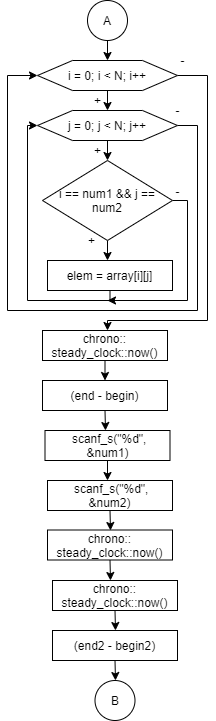 A
i = 0; i < N; i++
-
+
j = 0; j < N; j++
-
+
i == num1 && j ==
num2
-
+
elem = array[i][j]
chrono::
steady_clock::now()
(end - begin)
scanf_s("%d",
&num1)
scanf_s("%d",
&num2)
chrono::
steady_clock::now()
chrono::
steady_clock::now()
(end2 - begin2)
B